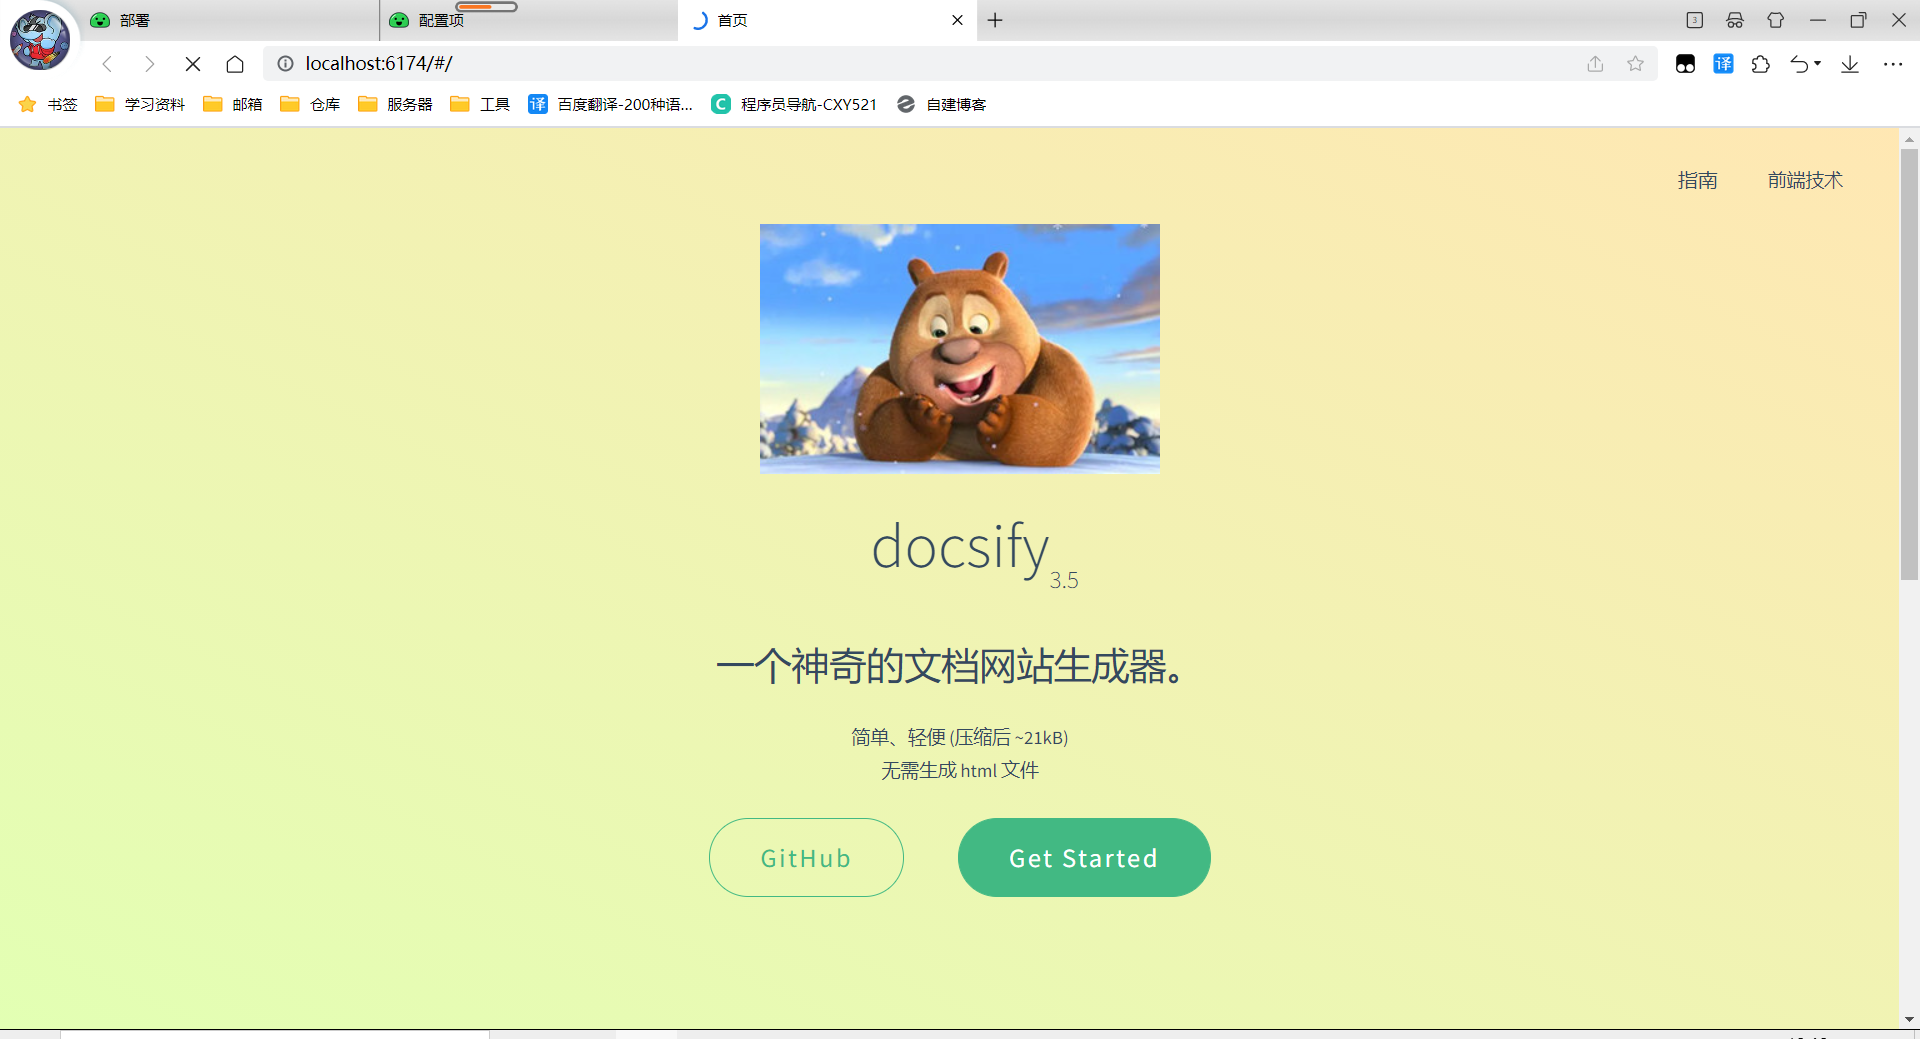 部署
配置项
首页
3
localhost:6174/#/
译
书签
学习资料
邮箱
仓库
服务器
工具
译 百度翻译-200种语...
C 程序员导航-CXY521
自建博客
指南
前端技术
docsify 3.5
一个神奇的文档网站生成器。
简单、轻便 (压缩后 ~21kB)
无需生成 html 文件
GitHub
Get Started